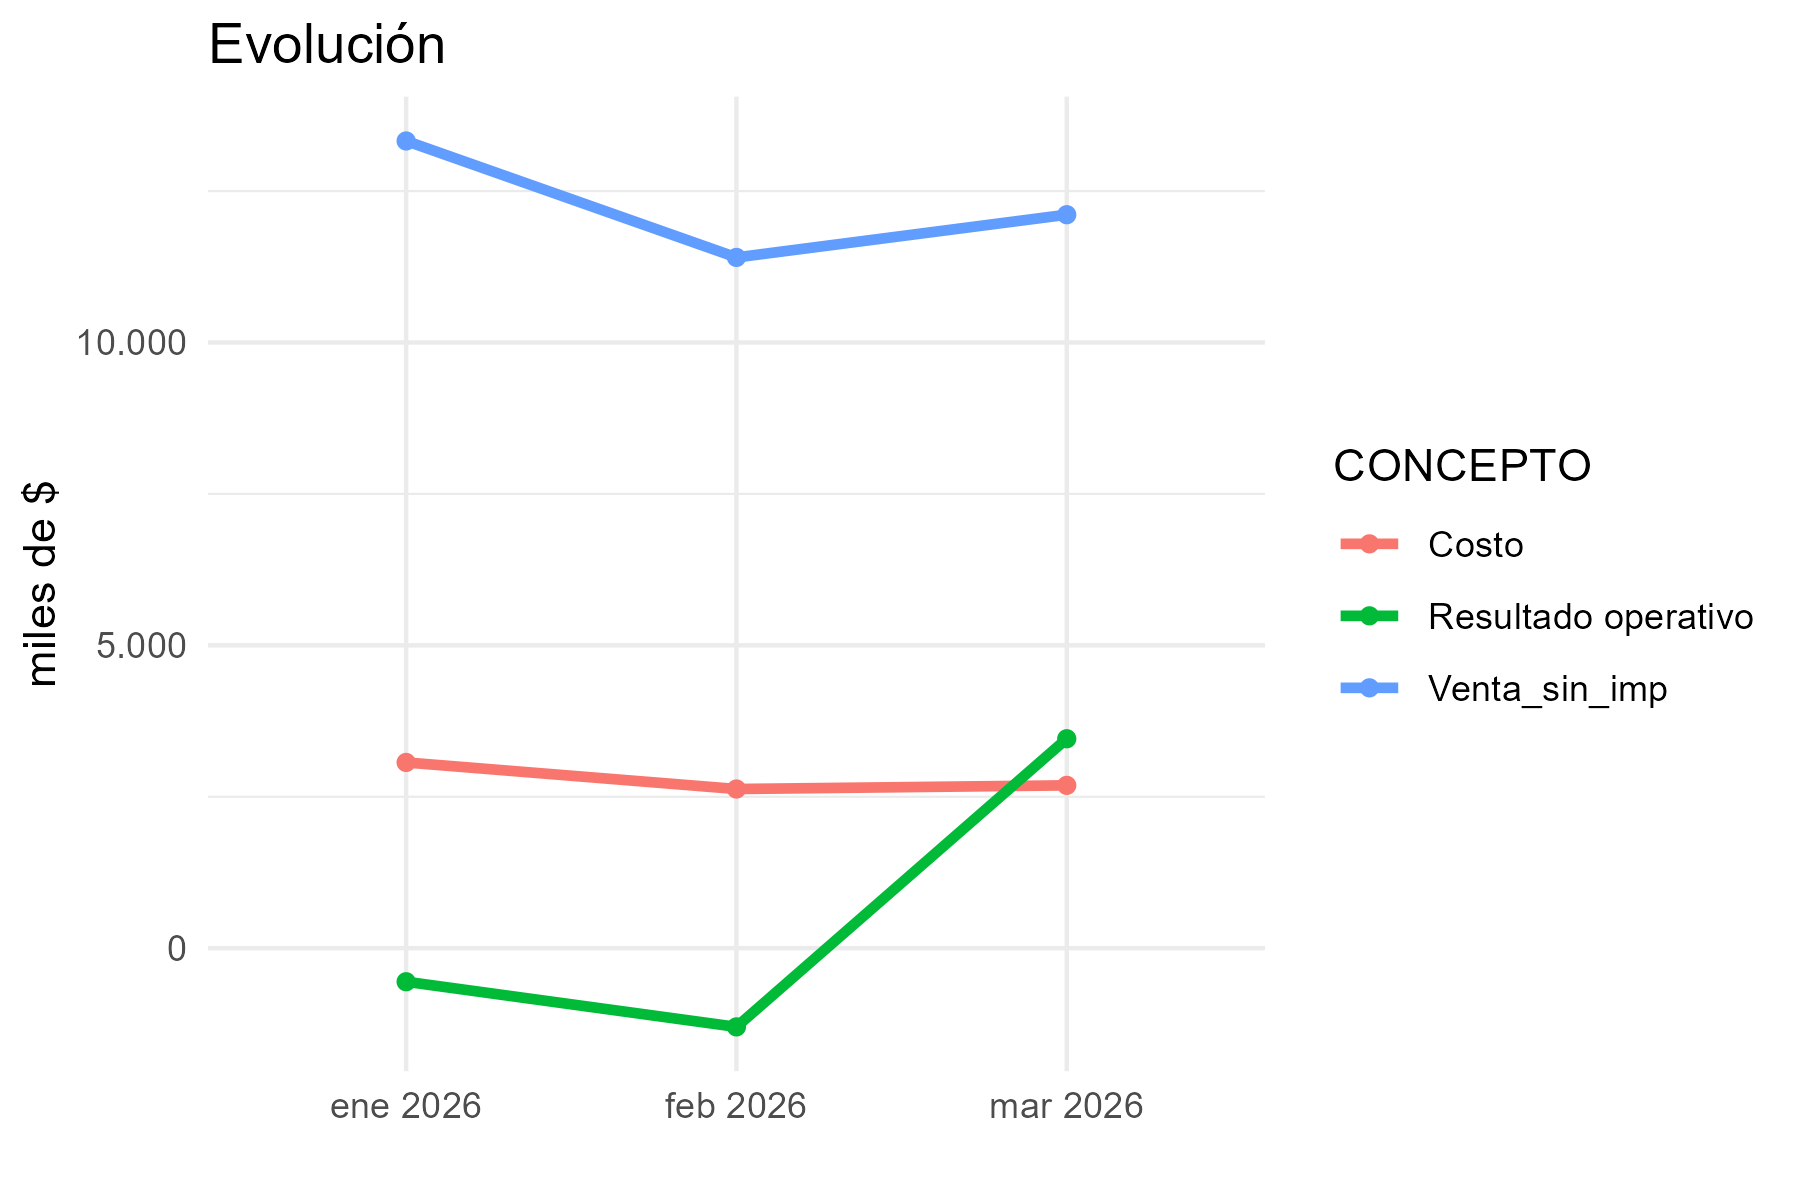 Evolución
miles de $
10.000
5.000
0
ene 2026
feb 2026
mar 2026
CONCEPTO
Costo
Resultado operativo
Venta_sin_imp